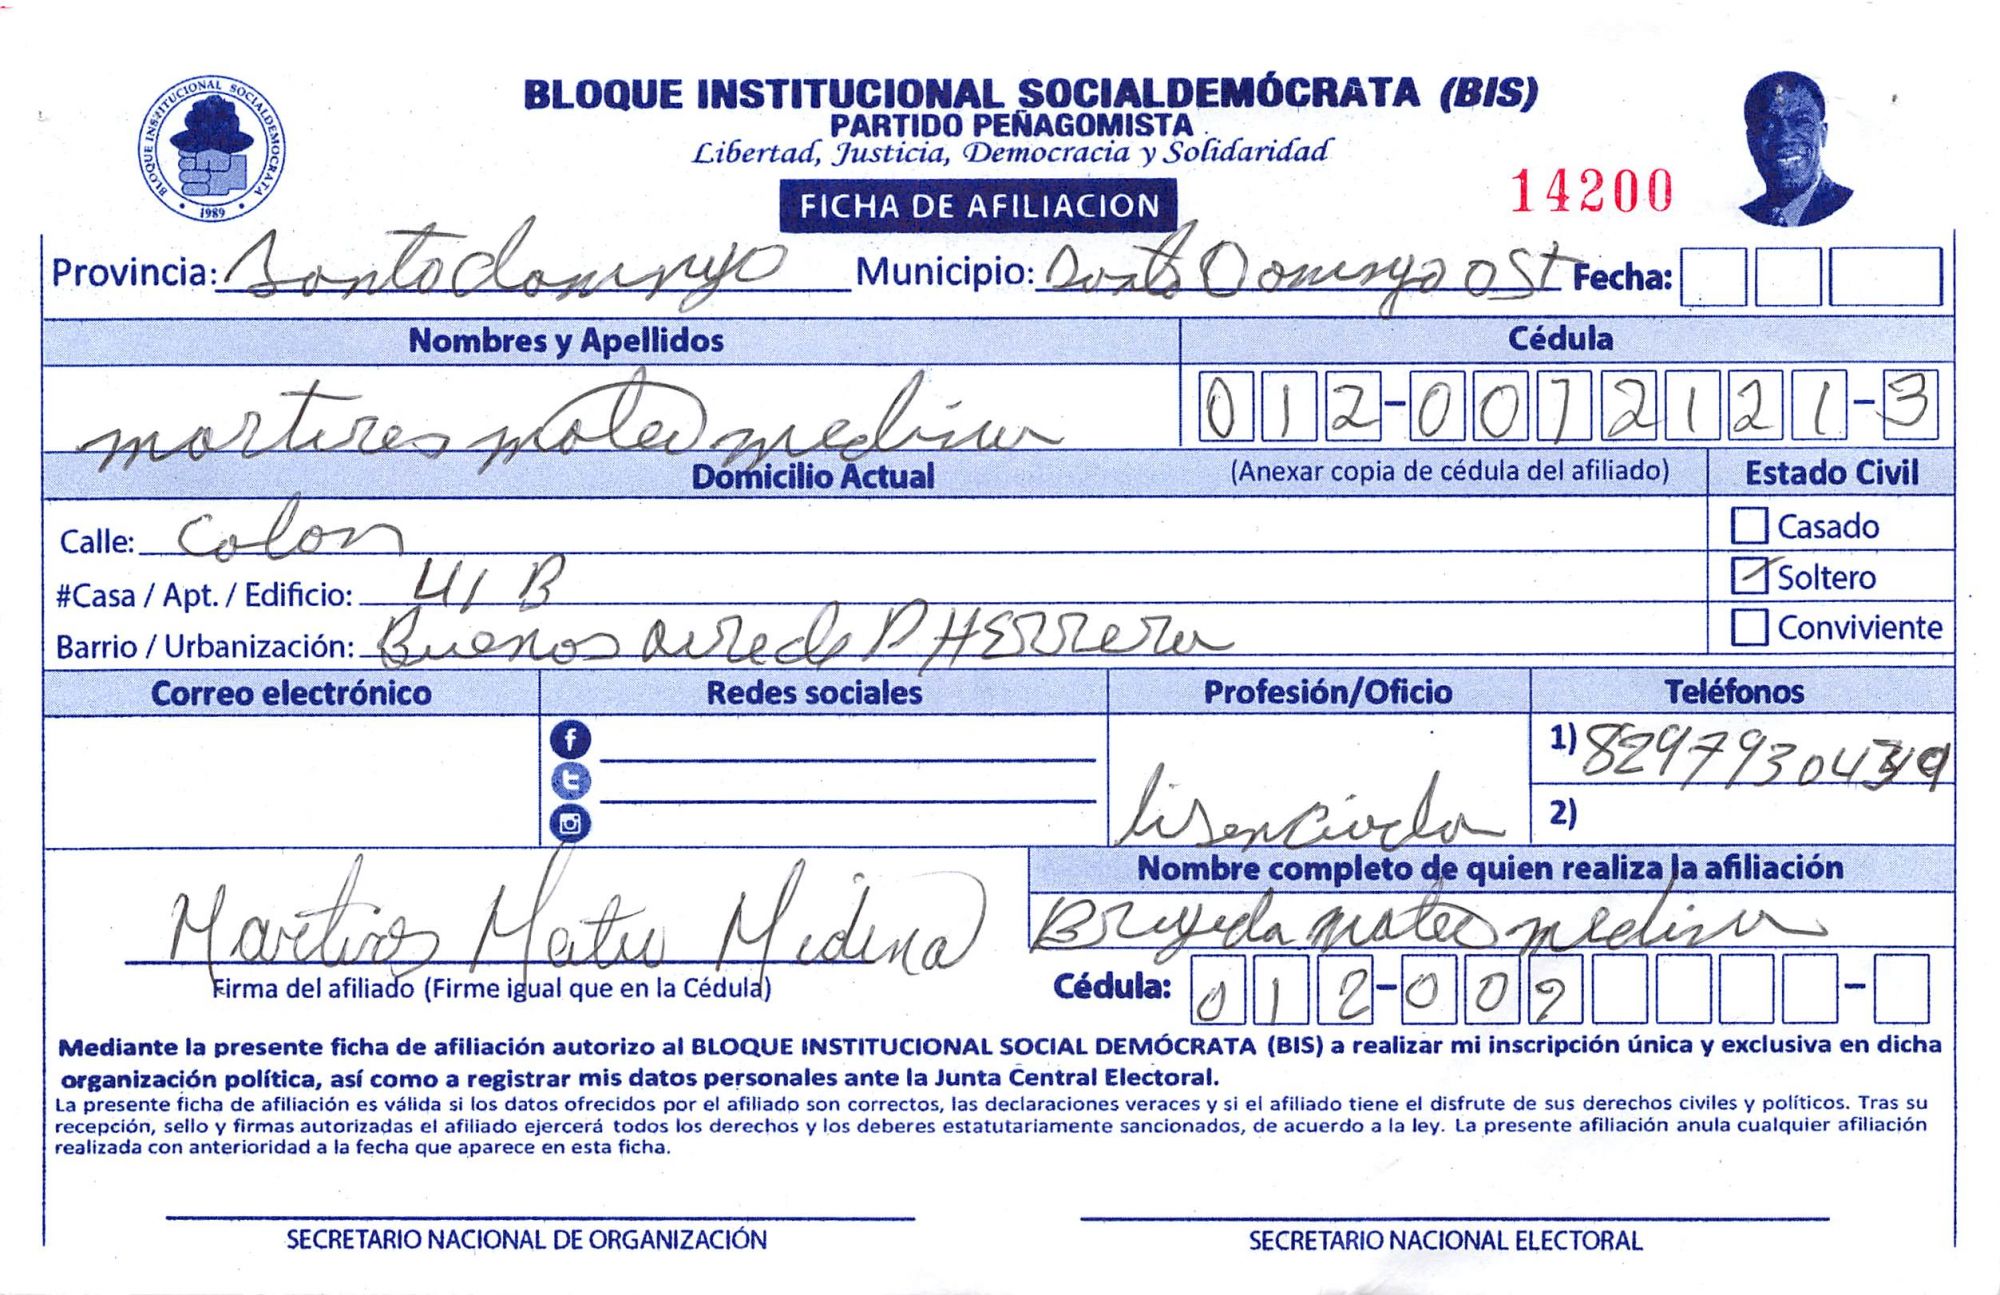 BLOQUE INSTITUCIONAL SOCIALDEMÓCRATA (BIS)
PARTIDO PEÑAGOMISTA
Libertad, Justicia, Democracia y Solidaridad
BLOQUE INSTITUCIONAL SOCIALDEMOCRATA
1989
FICHA DE AFILIACION
14200
Provincia: Santo domingo Municipio: Santo Domingo OSt Fecha:
Nombres y Apellidos Cédula
martires mateo medina 012-0072121-3
Domicilio Actual (Anexar copia de cédula del afiliado) Estado Civil
Calle: Colon Casado
#Casa / Apt. / Edificio: 41 B Soltero
Barrio / Urbanización: Buenos aire de P HERrera Conviviente
Correo electrónico Redes sociales Profesión/Oficio Teléfonos
1) 829793043
lisenciado 2)
Nombre completo de quien realiza la afiliación
Martires Mateo Medina Brigida mateo medina
Firma del afiliado (Firme igual que en la Cédula) Cédula: 012-009
Mediante la presente ficha de afiliación autorizo al BLOQUE INSTITUCIONAL SOCIAL DEMÓCRATA (BIS) a realizar mi inscripción única y exclusiva en dicha
organización política, así como a registrar mis datos personales ante la Junta Central Electoral.
La presente ficha de afiliación es válida si los datos ofrecidos por el afiliado son correctos, las declaraciones veraces y si el afiliado tiene el disfrute de sus derechos civiles y políticos. Tras su
recepción, sello y firmas autorizadas el afiliado ejercerá todos los derechos y los deberes estatutariamente sancionados, de acuerdo a la ley. La presente afiliación anula cualquier afiliación
realizada con anterioridad a la fecha que aparece en esta ficha.
SECRETARIO NACIONAL DE ORGANIZACIÓN SECRETARIO NACIONAL ELECTORAL